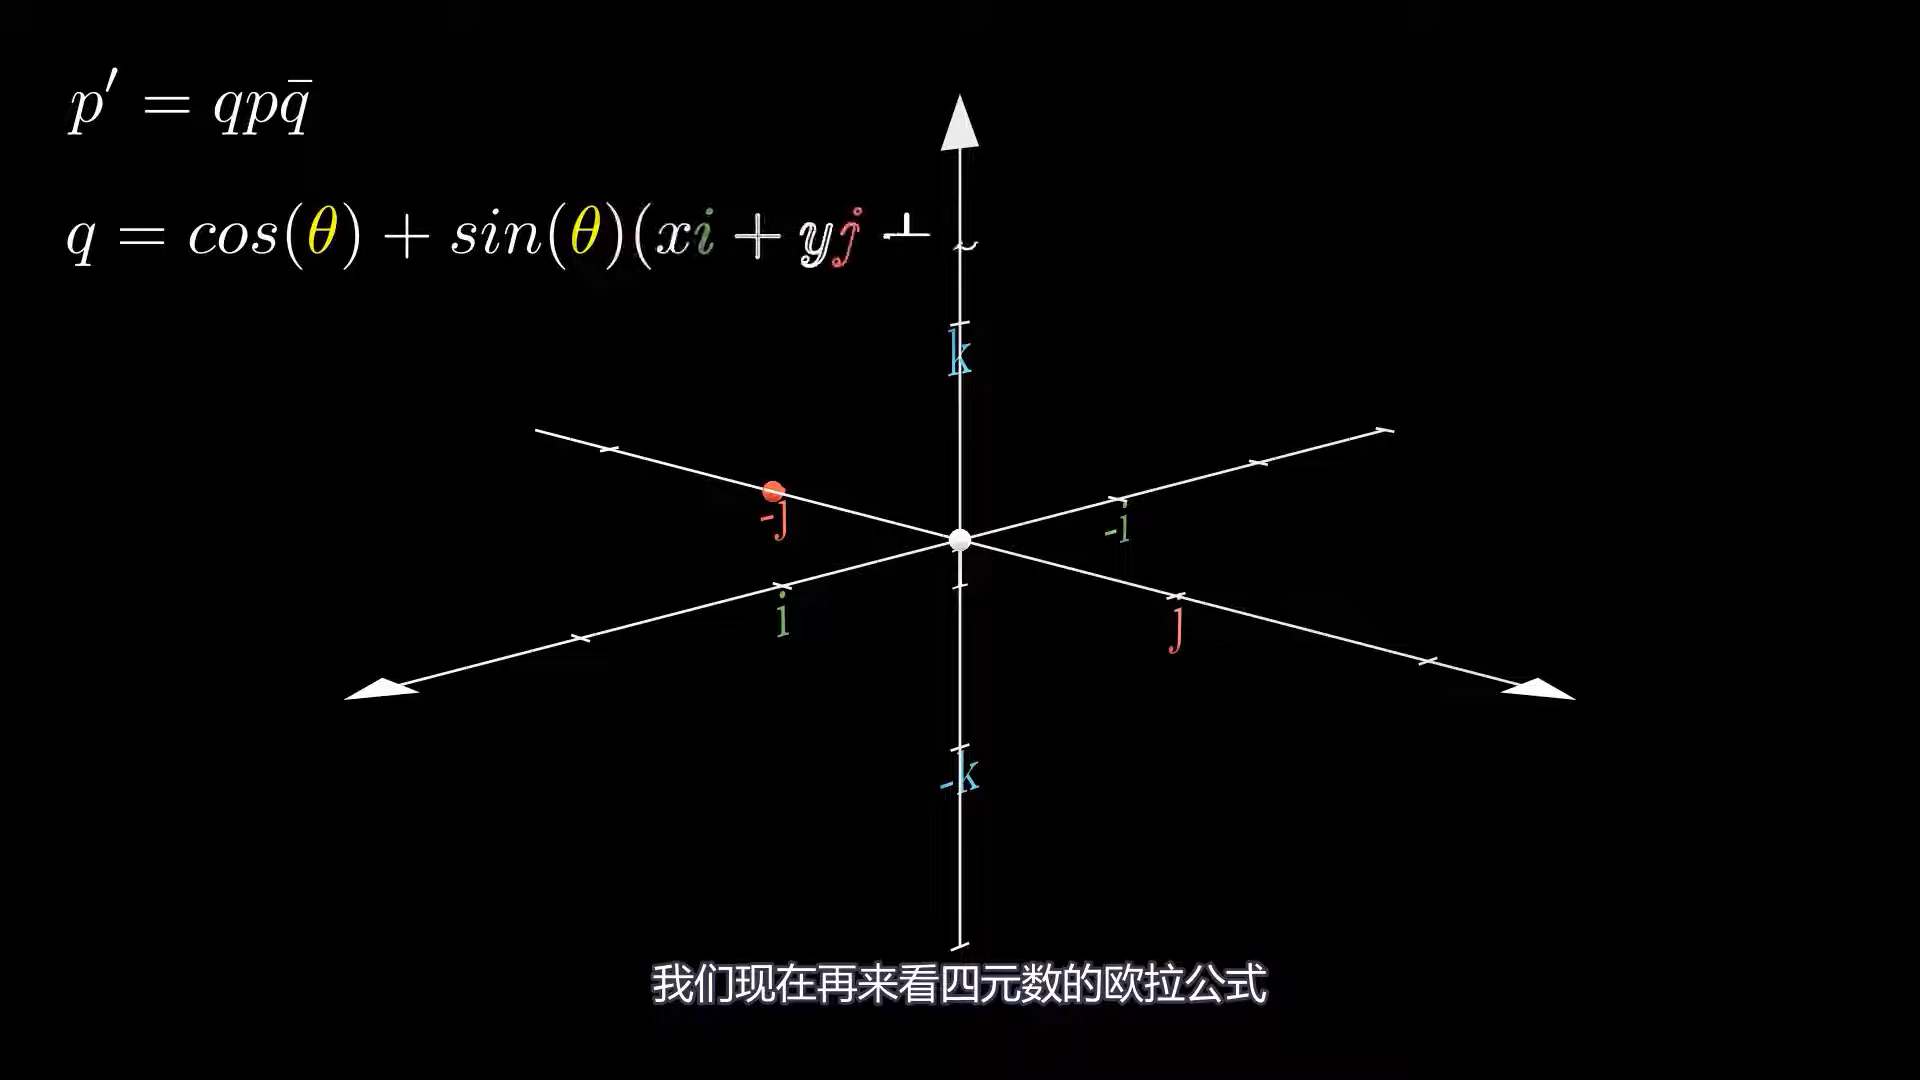 p′ = qpq̄
q = cos(θ) + sin(θ)(xi + yj
k
-j
-i
i
j
-k
我们现在再来看四元数的欧拉公式